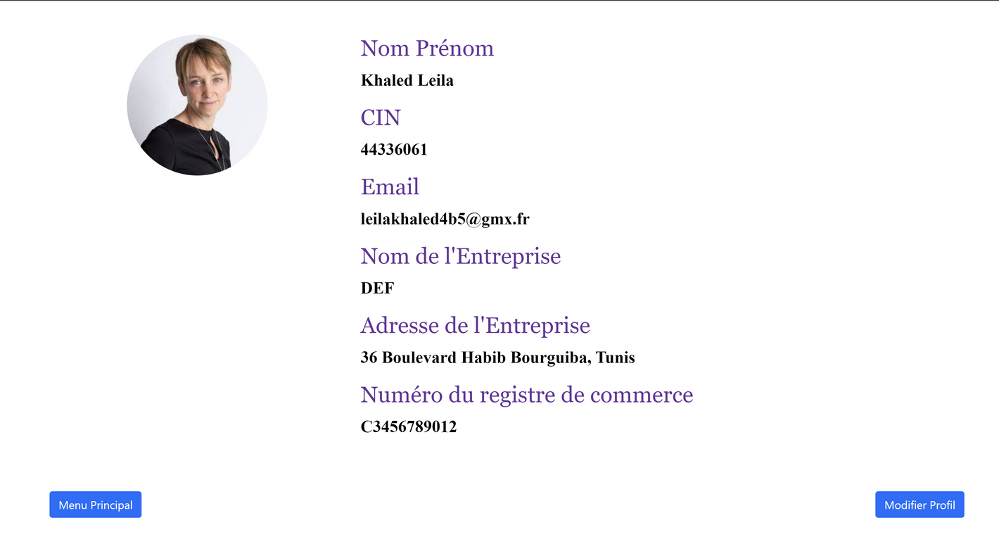 Nom Prénom
Khaled Leila
CIN
44336061
Email
leilakhaled4b5@gmx.fr
Nom de l'Entreprise
DEF
Adresse de l'Entreprise
36 Boulevard Habib Bourguiba, Tunis
Numéro du registre de commerce
C3456789012
Menu Principal
Modifier Profil